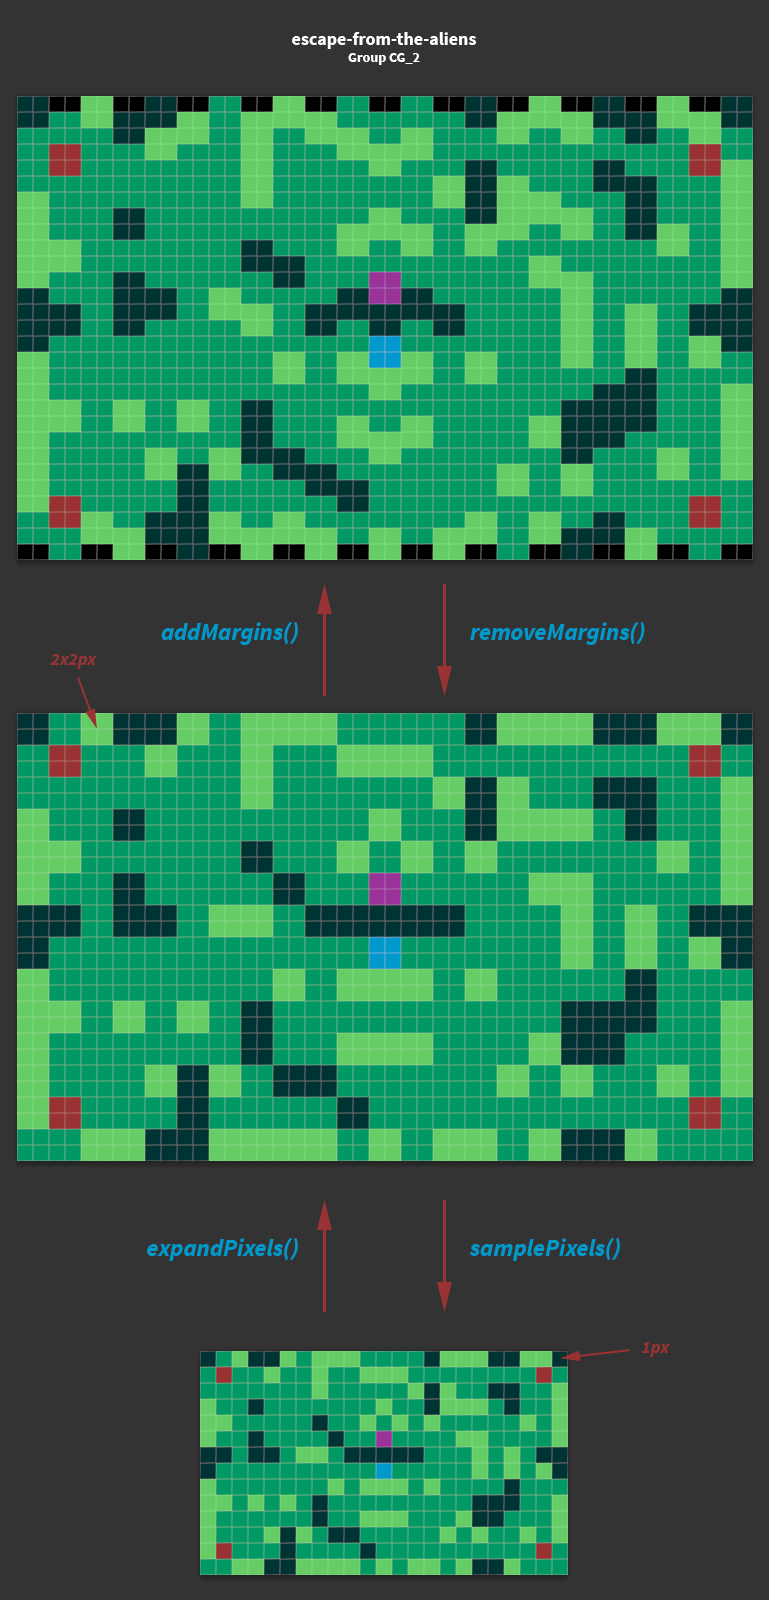 escape-from-the-aliens
Group CG_2
addMargins()
removeMargins()
2x2px
expandPixels()
samplePixels()
1px